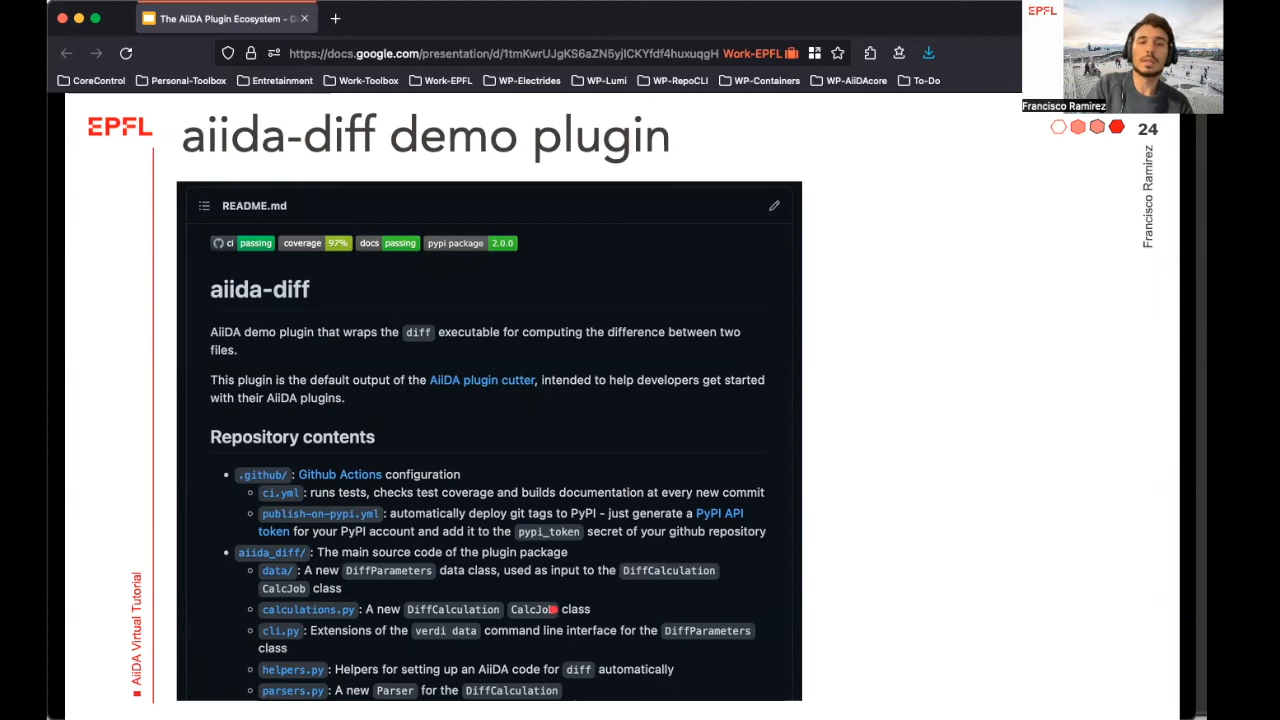 The AiiDA Plugin Ecosystem - G
https://docs.google.com/pre
Work-EPFL
CoreControl
Personal-Toolbox
Entretainment
Work-Toolbox
WP-EPFL
WP-Electrides
WP-Lumi
WP-RepoCLI
WP-Containers
WP-AiiDAcore
To-Do
EPFL
Francisco Ramirez
EPFL
aiida-diff demo plugin
24
Francisco Ramirez
README.md
ci passing coverage 97% docs passing pypi package 2.0.0
aiida-diff
AiiDA demo plugin that wraps the diff executable for computing the difference between two
files.
This plugin is the default output of the AiiDA plugin cutter, intended to help developers get started
with their AiiDA plugins.
Repository contents
.github/: Github Actions configuration
ci.yml: runs tests, checks test coverage and builds documentation at every new commit
publish-on-pypi.yml: automatically deploy git tags to PyPI - just generate a PyPI API
token for your PyPI account and add it to the pypi_token secret of your github repository
aiida_diff/: The main source code of the plugin package
data/: A new DiffParameters data class, used as input to the DiffCalculation
CalcJob class
calculations.py: A new DiffCalculation CalcJob class
cli.py: Extensions of the verdi data command line interface for the DiffParameters
class
helpers.py: Helpers for setting up an AiiDA code for diff automatically
parsers.py: A new Parser for the DiffCalculation
AiiDA Virtual Tutorial